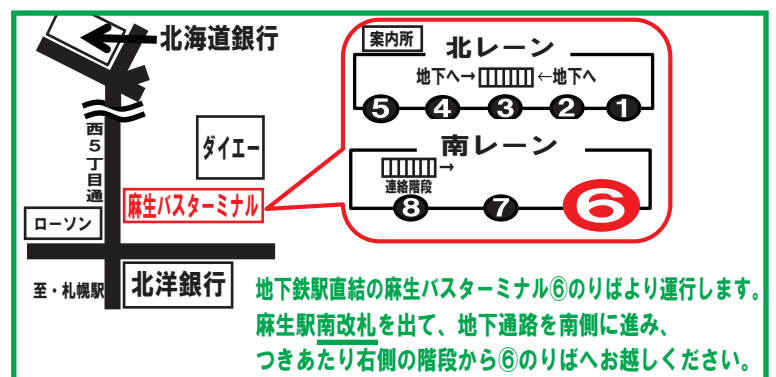 北海道銀行
西5丁目通
ダイエー
麻生バスターミナル
ローソン
至・札幌駅
北洋銀行
案内所
北レーン
地下へ→
←地下へ
⑤ ④ ③ ② ①
南レーン
→
連絡階段
⑧ ⑦ ⑥
地下鉄駅直結の麻生バスターミナル⑥のりばより運行します。
麻生駅南改札を出て、地下通路を南側に進み、
つきあたり右側の階段から⑥のりばへお越しください。